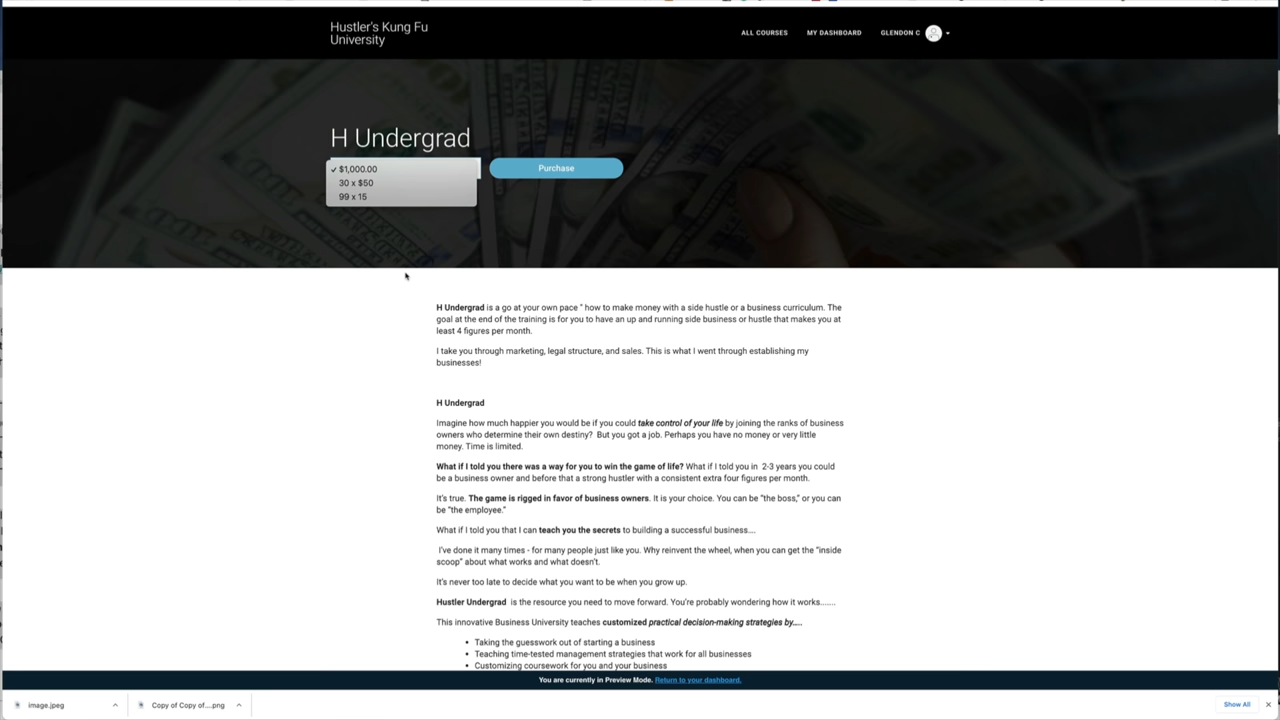 Hustler's Kung Fu
University
ALL COURSES
MY DASHBOARD
GLENDON C
H Undergrad
✓ $1,000.00
30 x $50
99 x 15
Purchase
H Undergrad is a go at your own pace " how to make money with a side hustle or a business curriculum. The
goal at the end of the training is for you to have an up and running side business or hustle that makes you at
least 4 figures per month.
I take you through marketing, legal structure, and sales. This is what I went through establishing my
businesses!
H Undergrad
Imagine how much happier you would be if you could take control of your life by joining the ranks of business
owners who determine their own destiny? But you got a job. Perhaps you have no money or very little
money. Time is limited.
What if I told you there was a way for you to win the game of life? What if I told you in 2-3 years you could
be a business owner and before that a strong hustler with a consistent extra four figures per month.
It's true. The game is rigged in favor of business owners. It is your choice. You can be "the boss," or you can
be "the employee."
What if I told you that I can teach you the secrets to building a successful business....
I've done it many times - for many people just like you. Why reinvent the wheel, when you can get the "inside
scoop" about what works and what doesn't.
It's never too late to decide what you want to be when you grow up.
Hustler Undergrad is the resource you need to move forward. You're probably wondering how it works.......
This innovative Business University teaches customized practical decision-making strategies by....
• Taking the guesswork out of starting a business
• Teaching time-tested management strategies that work for all businesses
• Customizing coursework for you and your business
You are currently in Preview Mode. Return to your dashboard.
image.jpeg
Copy of Copy of....png
Show All